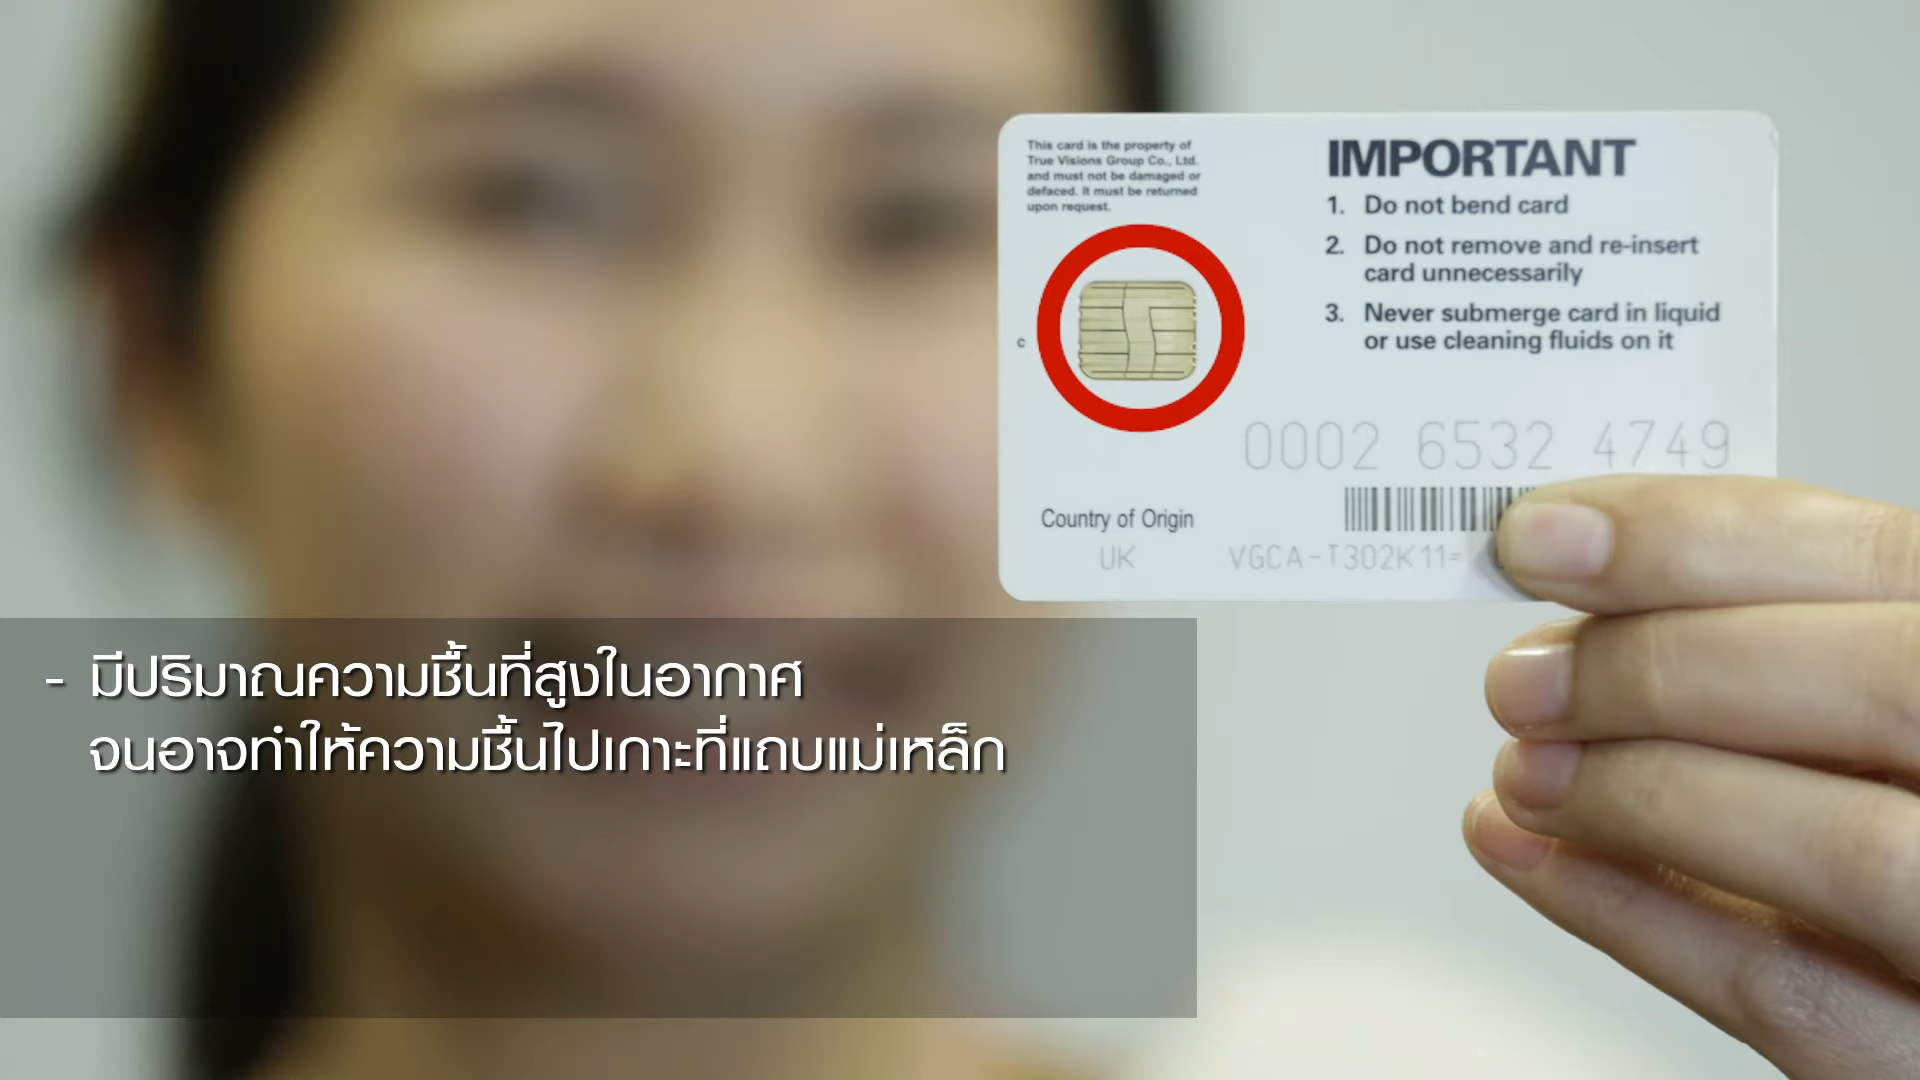 This card is the property of
True Visions Group Co., Ltd.
and must not be damaged or
defaced. It must be returned
upon request.
IMPORTANT
1. Do not bend card
2. Do not remove and re-insert
card unnecessarily
3. Never submerge card in liquid
or use cleaning fluids on it
C
0002 6532 4749
Country of Origin
UK
VGCA-T302K11=
- มีปริมาณความชื้นที่สูงในอากาศ
จนอาจทำให้ความชื้นไปเกาะที่แถบแม่เหล็ก